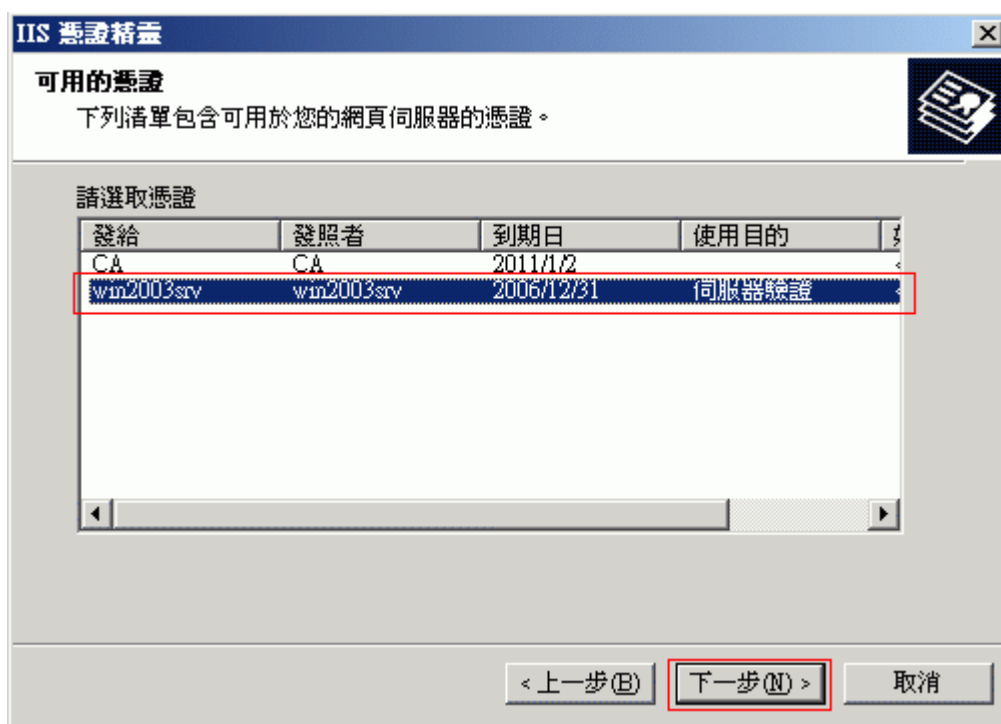 IIS 憑證精靈
可用的憑證
下列清單包含可用於您的網頁伺服器的憑證。
請選取憑證
發給 發照者 到期日 使用目的
CA CA 2011/1/2
win2003srv win2003srv 2006/12/31 伺服器驗證
< 上一步(B) 下一步(N) > 取消